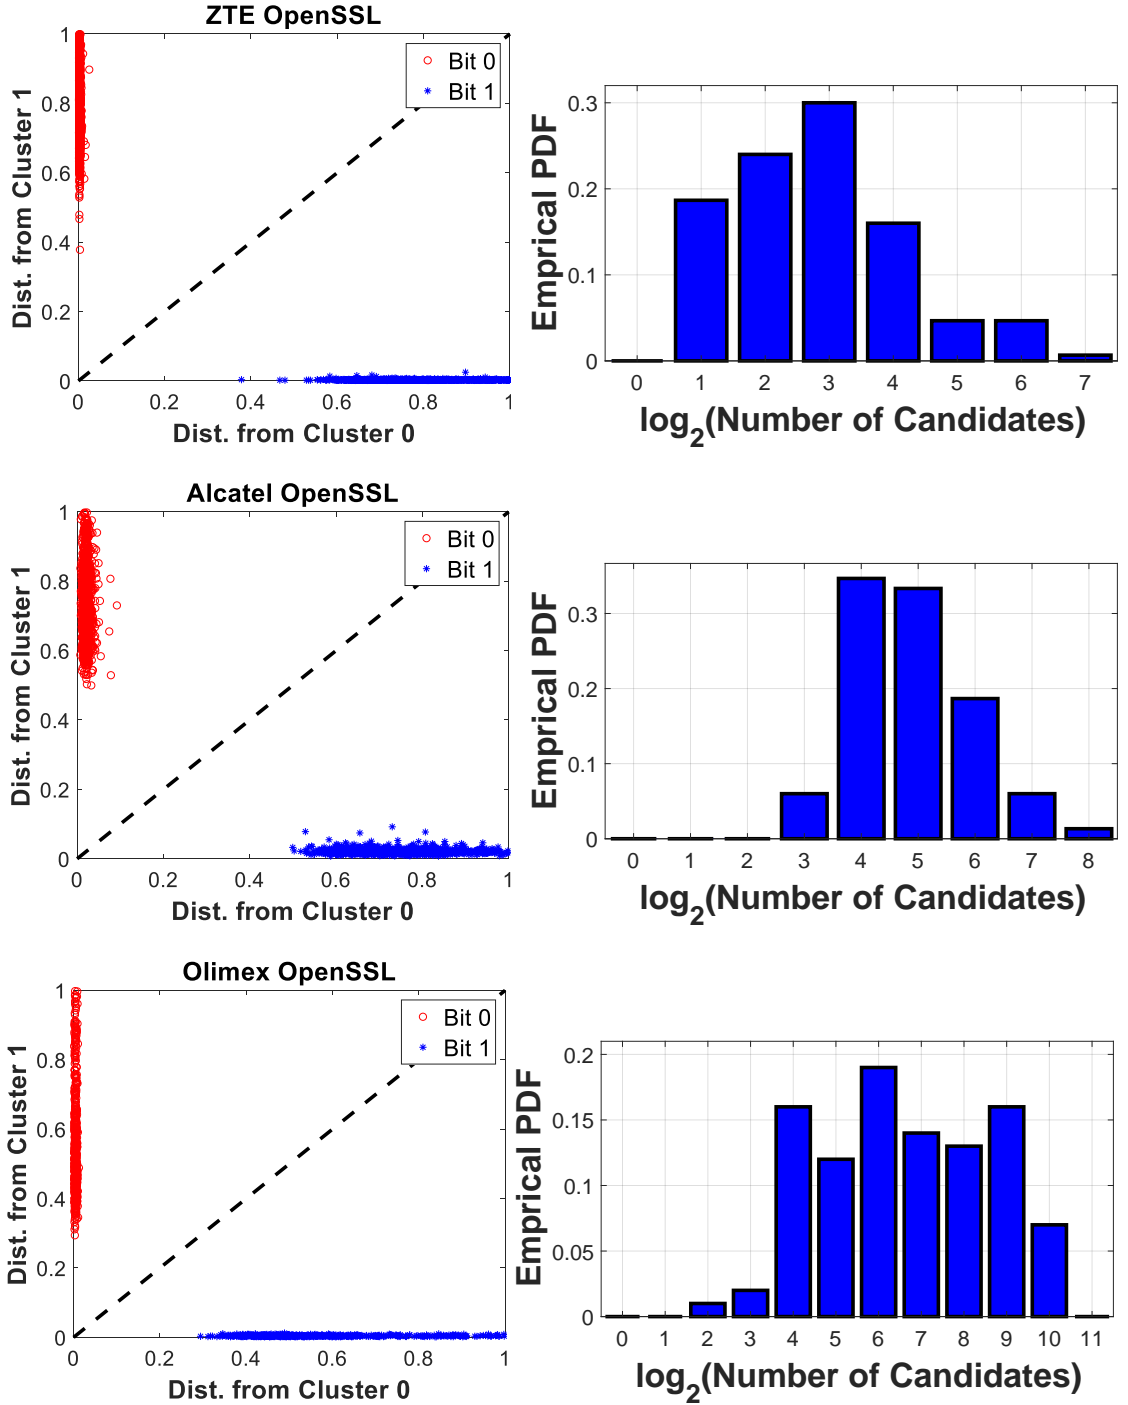 ZTE OpenSSL
1
0.8
0.6
0.4
0.2
0
Dist. from Cluster 1
Bit 0
Bit 1
0 0.2 0.4 0.6 0.8 1
Dist. from Cluster 0
0.3
0.2
0.1
0
Emprical PDF
0 1 2 3 4 5 6 7
log2(Number of Candidates)
Alcatel OpenSSL
1
0.8
0.6
0.4
0.2
0
Dist. from Cluster 1
Bit 0
Bit 1
0 0.2 0.4 0.6 0.8 1
Dist. from Cluster 0
0.3
0.2
0.1
0
Emprical PDF
0 1 2 3 4 5 6 7 8
log2(Number of Candidates)
Olimex OpenSSL
1
0.8
0.6
0.4
0.2
0
Dist. from Cluster 1
Bit 0
Bit 1
0 0.2 0.4 0.6 0.8 1
Dist. from Cluster 0
0.2
0.15
0.1
0.05
0
Emprical PDF
0 1 2 3 4 5 6 7 8 9 10 11
log2(Number of Candidates)